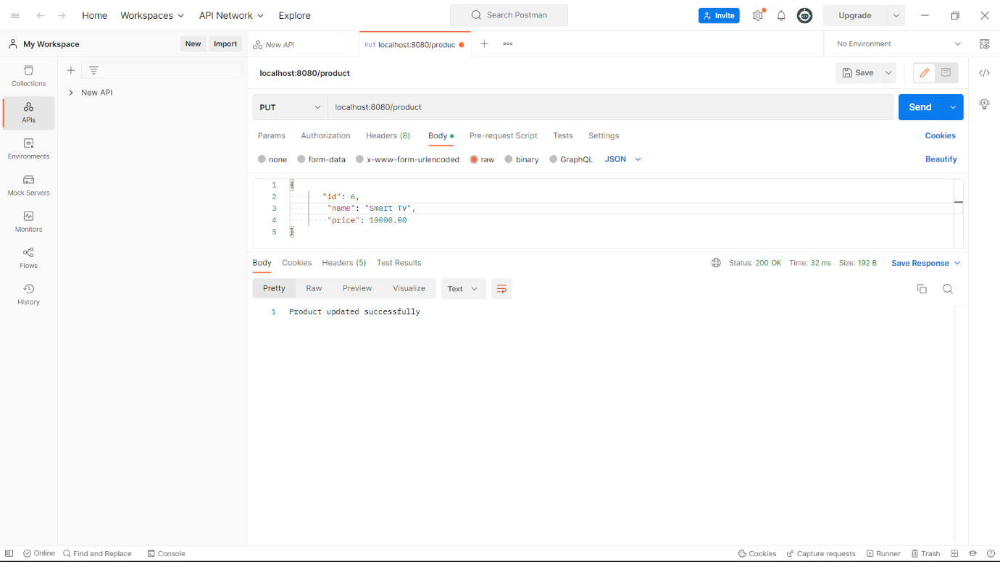 Home Workspaces API Network Explore Search Postman Invite Upgrade
My Workspace New Import New API PUT localhost:8080/produc No Environment
Collections
APIs
Environments
Mock Servers
Monitors
Flows
History
New API
localhost:8080/product Save
PUT localhost:8080/product Send
Params Authorization Headers (8) Body Pre-request Script Tests Settings Cookies
none form-data x-www-form-urlencoded raw binary GraphQL JSON Beautify
1 {
2 "id": 6,
3 "name": "Smart TV",
4 "price": 10000.00
5 }
Body Cookies Headers (5) Test Results Status: 200 OK Time: 32 ms Size: 192 B Save Response
Pretty Raw Preview Visualize Text
1 Product updated successfully
Online Find and Replace Console Cookies Capture requests Runner Trash